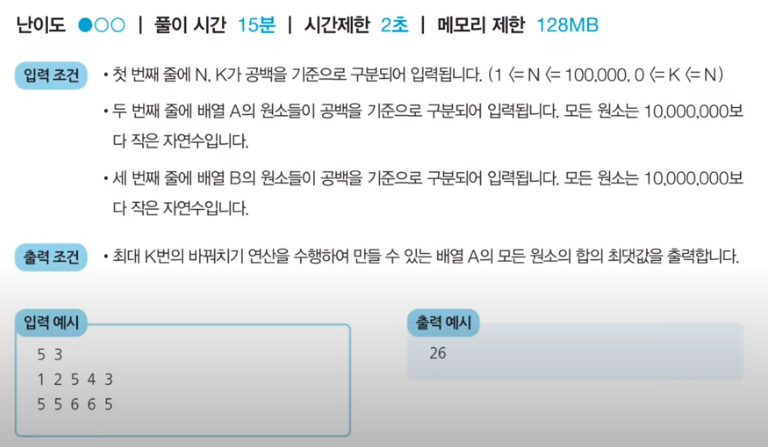 난이도 ●○○ | 풀이 시간 15분 | 시간제한 2초 | 메모리 제한 128MB
입력 조건 • 첫 번째 줄에 N, K가 공백을 기준으로 구분되어 입력됩니다. (1 <= N <= 100,000, 0 <= K <= N)
• 두 번째 줄에 배열 A의 원소들이 공백을 기준으로 구분되어 입력됩니다. 모든 원소는 10,000,000보
다 작은 자연수입니다.
• 세 번째 줄에 배열 B의 원소들이 공백을 기준으로 구분되어 입력됩니다. 모든 원소는 10,000,000보
다 작은 자연수입니다.
출력 조건 • 최대 K번의 바꿔치기 연산을 수행하여 만들 수 있는 배열 A의 모든 원소의 합의 최댓값을 출력합니다.
입력 예시
5 3
1 2 5 4 3
5 5 6 6 5
출력 예시
26